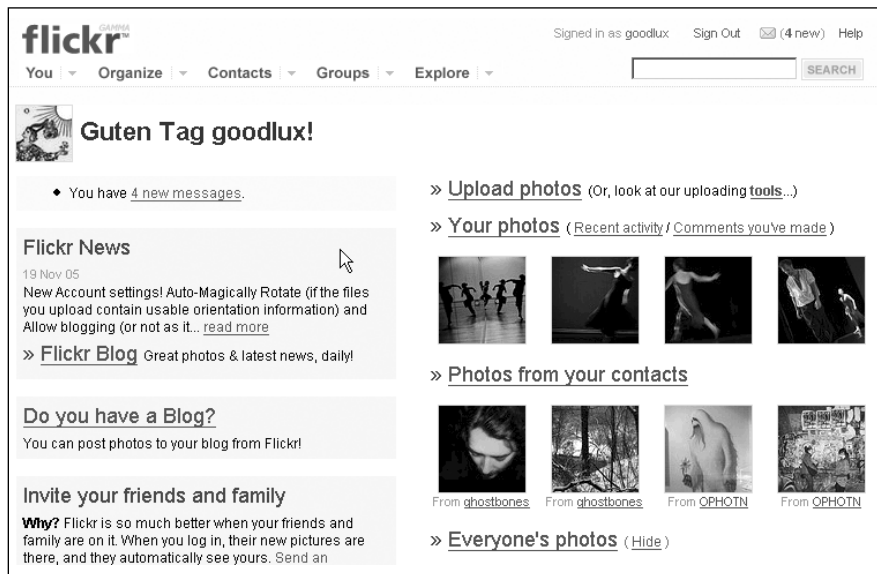 flickr GAMMA™
Signed in as goodlux Sign Out (4 new) Help
You Organize Contacts Groups Explore
SEARCH
Guten Tag goodlux!
You have 4 new messages.
Flickr News
19 Nov 05
New Account settings! Auto-Magically Rotate (if the files
you upload contain usable orientation information) and
Allow blogging (or not as it... read more
» Flickr Blog Great photos & latest news, daily!
Do you have a Blog?
You can post photos to your blog from Flickr!
Invite your friends and family
Why? Flickr is so much better when your friends and
family are on it. When you log in, their new pictures are
there, and they automatically see yours. Send an
» Upload photos (Or, look at our uploading tools...)
» Your photos ( Recent activity / Comments you've made )
» Photos from your contacts
From ghostbones From ghostbones From OPHOTN From OPHOTN
» Everyone's photos ( Hide )